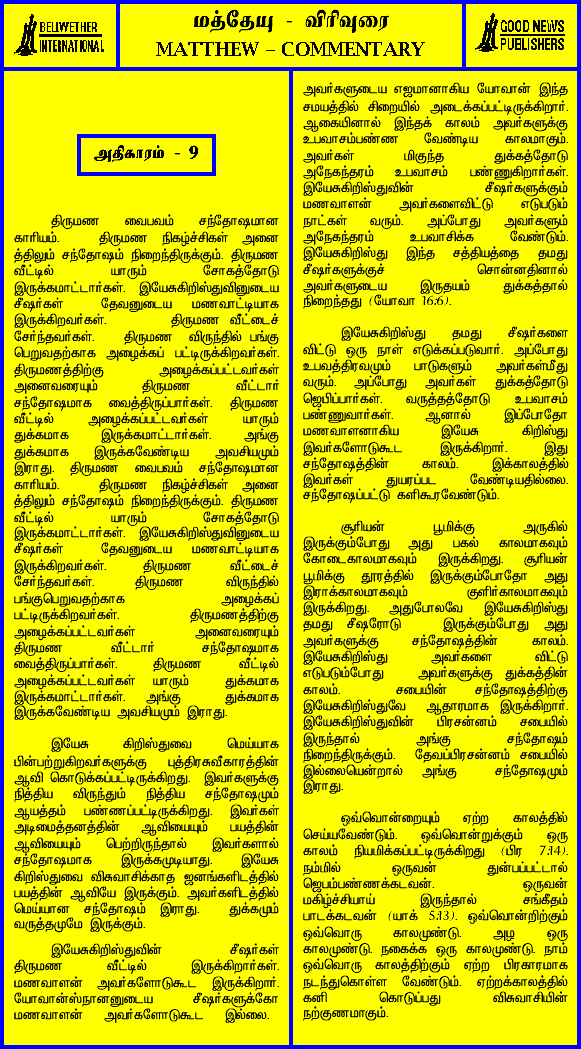 BELLWETHER
INTERNATIONAL
மத்தேயு - விரிவுரை
MATTHEW – COMMENTARY
GOOD NEWS
PUBLISHERS
அதிகாரம் - 9
திருமண வைபவம் சந்தோஷமான
காரியம். திருமண நிகழ்ச்சிகள் அனை
த்திலும் சந்தோஷம் நிறைந்திருக்கும். திருமண
வீட்டில் யாரும் சோகத்தோடு
இருக்கமாட்டார்கள். இயேசுகிறிஸ்துவினுடைய
சீஷர்கள் தேவனுடைய மணவாட்டியாக
இருக்கிறவர்கள். திருமண வீட்டைச்
சேர்ந்தவர்கள். திருமண விருந்தில் பங்கு
பெறுவதற்காக அழைக்கப் பட்டிருக்கிறவர்கள்.
திருமணத்திற்கு அழைக்கப்பட்டவர்கள்
அனைவரையும் திருமண வீட்டார்
சந்தோஷமாக வைத்திருப்பார்கள். திருமண
வீட்டில் அழைக்கப்பட்டவர்கள் யாரும்
துக்கமாக இருக்கமாட்டார்கள். அங்கு
துக்கமாக இருக்கவேண்டிய அவசியமும்
இராது. திருமண வைபவம் சந்தோஷமான
காரியம். திருமண நிகழ்ச்சிகள் அனை
த்திலும் சந்தோஷம் நிறைந்திருக்கும். திருமண
வீட்டில் யாரும் சோகத்தோடு
இருக்கமாட்டார்கள். இயேசுகிறிஸ்துவினுடைய
சீஷர்கள் தேவனுடைய மணவாட்டியாக
இருக்கிறவர்கள். திருமண வீட்டைச்
சேர்ந்தவர்கள். திருமண விருந்தில்
பங்குபெறுவதற்காக அழைக்கப்
பட்டிருக்கிறவர்கள். திருமணத்திற்கு
அழைக்கப்பட்டவர்கள் அனைவரையும்
திருமண வீட்டார் சந்தோஷமாக
வைத்திருப்பார்கள். திருமண வீட்டில்
அழைக்கப்பட்டவர்கள் யாரும் துக்கமாக
இருக்கமாட்டார்கள். அங்கு துக்கமாக
இருக்கவேண்டிய அவசியமும் இராது.
இயேசு கிறிஸ்துவை மெய்யாக
பின்பற்றுகிறவர்களுக்கு புத்திரசுவீகாரத்தின்
ஆவி கொடுக்கப்பட்டிருக்கிறது. இவர்களுக்கு
நித்திய விருந்தும் நித்திய சந்தோஷமும்
ஆயத்தம் பண்ணப்பட்டிருக்கிறது. இவர்கள்
அடிமைத்தனத்தின் ஆவியையும் பயத்தின்
ஆவியையும் பெற்றிருந்தால் இவர்களால்
சந்தோஷமாக இருக்கமுடியாது. இயேசு
கிறிஸ்துவை விசுவாசிக்காத ஜனங்களிடத்தில்
பயத்தின் ஆவியே இருக்கும். அவர்களிடத்தில்
மெய்யான சந்தோஷம் இராது. துக்கமும்
வருத்தமுமே இருக்கும்.
இயேசுகிறிஸ்துவின் சீஷர்கள்
திருமண வீட்டில் இருக்கிறார்கள்.
மணவாளன் அவர்களோடுகூட இருக்கிறார்.
யோவான்ஸ்நானனுடைய சீஷர்களுக்கோ
மணவாளன் அவர்களோடுகூட இல்லை.
அவர்களுடைய எஜமானாகிய யோவான் இந்த
சமயத்தில் சிறையில் அடைக்கப்பட்டிருக்கிறார்.
ஆகையினால் இந்தக் காலம் அவர்களுக்கு
உபவாசம்பண்ண வேண்டிய காலமாகும்.
அவர்கள் மிகுந்த துக்கத்தோடு
அநேகந்தரம் உபவாசம் பண்ணுகிறார்கள்.
இயேசுகிறிஸ்துவின் சீஷர்களுக்கும்
மணவாளன் அவர்களைவிட்டு எடுபடும்
நாட்கள் வரும். அப்போது அவர்களும்
அநேகந்தரம் உபவாசிக்க வேண்டும்.
இயேசுகிறிஸ்து இந்த சத்தியத்தை தமது
சீஷர்களுக்குச் சொன்னதினால்
அவர்களுடைய இருதயம் துக்கத்தால்
நிறைந்தது (யோவா 16:6).
இயேசுகிறிஸ்து தமது சீஷர்களை
விட்டு ஒரு நாள் எடுக்கப்படுவார். அப்போது
உபவத்திரவமும் பாடுகளும் அவர்கள்மீது
வரும். அப்போது அவர்கள் துக்கத்தோடு
ஜெபிப்பார்கள். வருத்தத்தோடு உபவாசம்
பண்ணுவார்கள். ஆனால் இப்போதோ
மணவாளனாகிய இயேசு கிறிஸ்து
இவர்களோடுகூட இருக்கிறார். இது
சந்தோஷத்தின் காலம். இக்காலத்தில்
இவர்கள் துயரப்பட வேண்டியதில்லை.
சந்தோஷப்பட்டு களிகூரவேண்டும்.
சூரியன் பூமிக்கு அருகில்
இருக்கும்போது அது பகல் காலமாகவும்
கோடைகாலமாகவும் இருக்கிறது. சூரியன்
பூமிக்கு தூரத்தில் இருக்கும்போதோ அது
இராக்காலமாகவும் குளிர்காலமாகவும்
இருக்கிறது. அதுபோலவே இயேசுகிறிஸ்து
தமது சீஷரோடு இருக்கும்போது அது
அவர்களுக்கு சந்தோஷத்தின் காலம்.
இயேசுகிறிஸ்து அவர்களை விட்டு
எடுபடும்போது அவர்களுக்கு துக்கத்தின்
காலம். சபையின் சந்தோஷத்திற்கு
இயேசுகிறிஸ்துவே ஆதாரமாக இருக்கிறார்.
இயேசுகிறிஸ்துவின் பிரசன்னம் சபையில்
இருந்தால் அங்கு சந்தோஷம்
நிறைந்திருக்கும். தேவப்பிரசன்னம் சபையில்
இல்லையென்றால் அங்கு சந்தோஷமும்
இராது.
ஒவ்வொன்றையும் ஏற்ற காலத்தில்
செய்யவேண்டும். ஒவ்வொன்றுக்கும் ஒரு
காலம் நியமிக்கப்பட்டிருக்கிறது (பிர 7:14).
நம்மில் ஒருவன் துன்பப்பட்டால்
ஜெபம்பண்ணக்கடவன். ஒருவன்
மகிழ்ச்சியாய் இருந்தால் சங்கீதம்
பாடக்கடவன் (யாக் 5:13). ஒவ்வொன்றிற்கும்
ஒவ்வொரு காலமுண்டு. அழ ஒரு
காலமுண்டு. நகைக்க ஒரு காலமுண்டு. நாம்
ஒவ்வொரு காலத்திற்கும் ஏற்ற பிரகாரமாக
நடந்துகொள்ள வேண்டும். ஏற்றக்காலத்தில்
கனி கொடுப்பது விசுவாசியின்
நற்குணமாகும்.